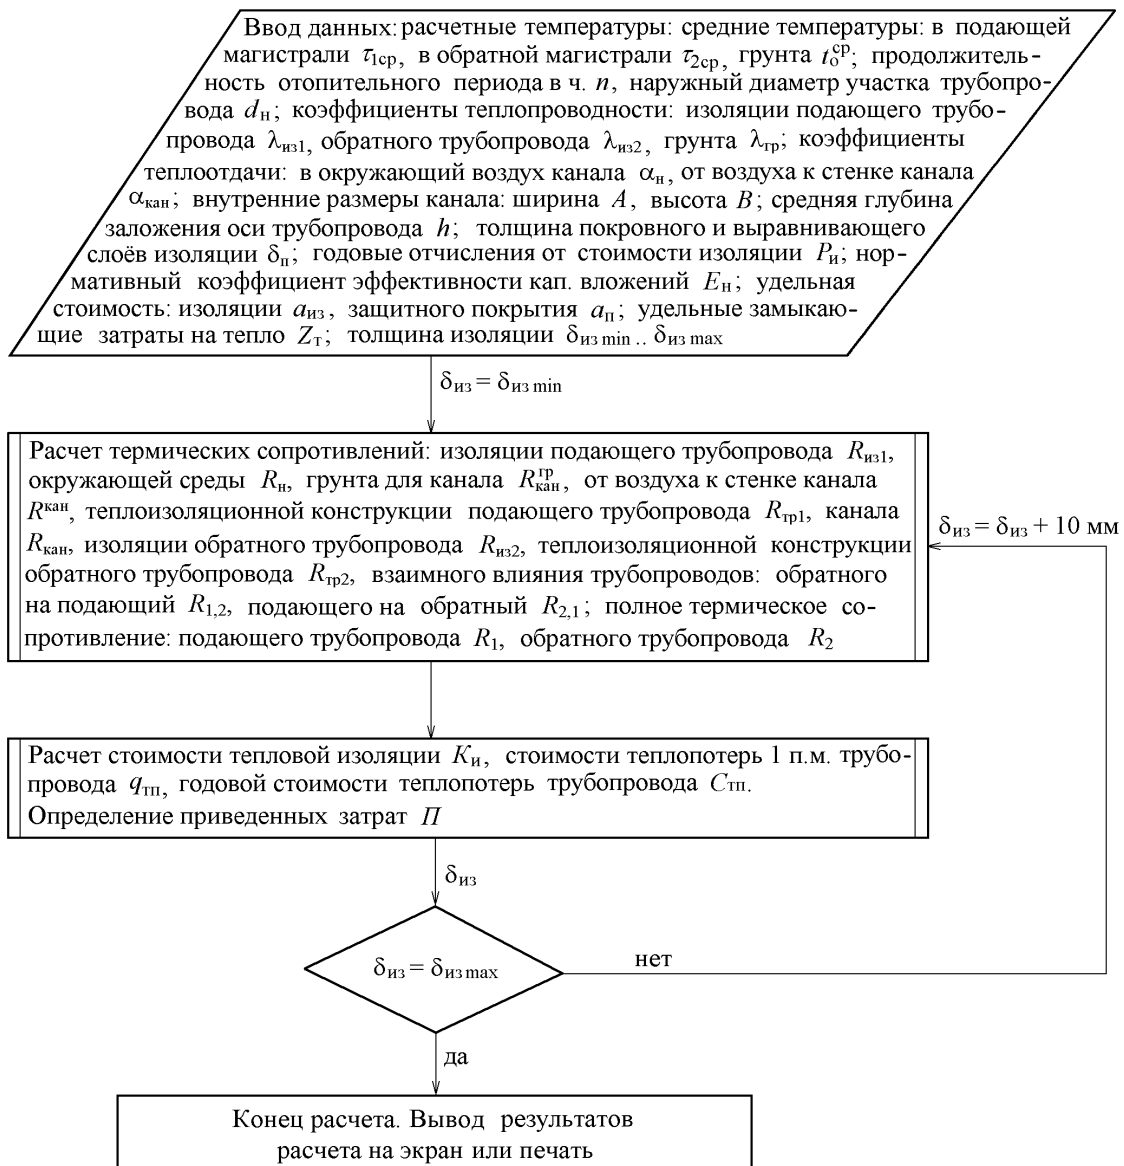 Ввод данных: расчетные температуры: средние температуры: в подающей
магистрали τ1ср, в обратной магистрали τ2ср, грунта tоср; продолжитель-
ность отопительного периода в ч. n, наружный диаметр участка трубопро-
вода dн; коэффициенты теплопроводности: изоляции подающего трубо-
провода λиз1, обратного трубопровода λиз2, грунта λгр; коэффициенты
теплоотдачи: в окружающий воздух канала αн, от воздуха к стенке канала
αкан; внутренние размеры канала: ширина A, высота B; средняя глубина
заложения оси трубопровода h; толщина покровного и выравнивающего
слоёв изоляции δп; годовые отчисления от стоимости изоляции Pи; нор-
мативный коэффициент эффективности кап. вложений Eн; удельная
стоимость: изоляции aиз, защитного покрытия aп; удельные замыкаю-
щие затраты на тепло Zт; толщина изоляции δиз min .. δиз max
δиз = δиз min
Расчет термических сопротивлений: изоляции подающего трубопровода Rиз1,
окружающей среды Rн, грунта для канала Rкангр, от воздуха к стенке канала
Rкан, теплоизоляционной конструкции подающего трубопровода Rтр1, канала
Rкан, изоляции обратного трубопровода Rиз2, теплоизоляционной конструкции
обратного трубопровода Rтр2, взаимного влияния трубопроводов: обратного
на подающий R1,2, подающего на обратный R2,1; полное термическое со-
противление: подающего трубопровода R1, обратного трубопровода R2
δиз = δиз + 10 мм
Расчет стоимости тепловой изоляции Kи, стоимости теплопотерь 1 п.м. трубо-
провода qтп, годовой стоимости теплопотерь трубопровода Cтп.
Определение приведенных затрат П
δиз
δиз = δиз max
нет
да
Конец расчета. Вывод результатов
расчета на экран или печать